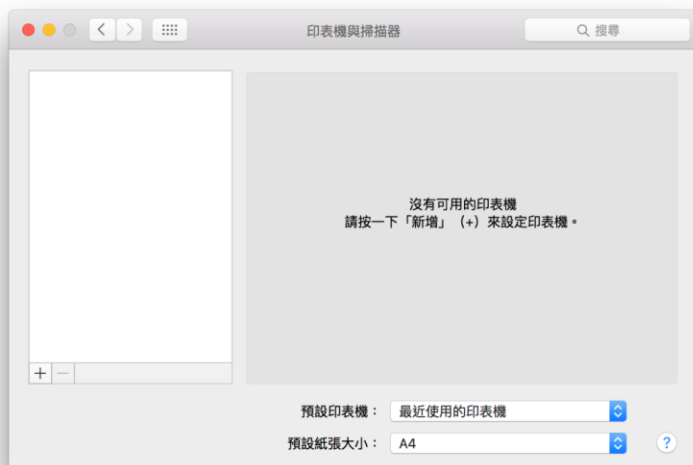 印表機與掃描器
搜尋
沒有可用的印表機
請按一下「新增」（+）來設定印表機。
+ −
預設印表機： 最近使用的印表機
預設紙張大小： A4
?